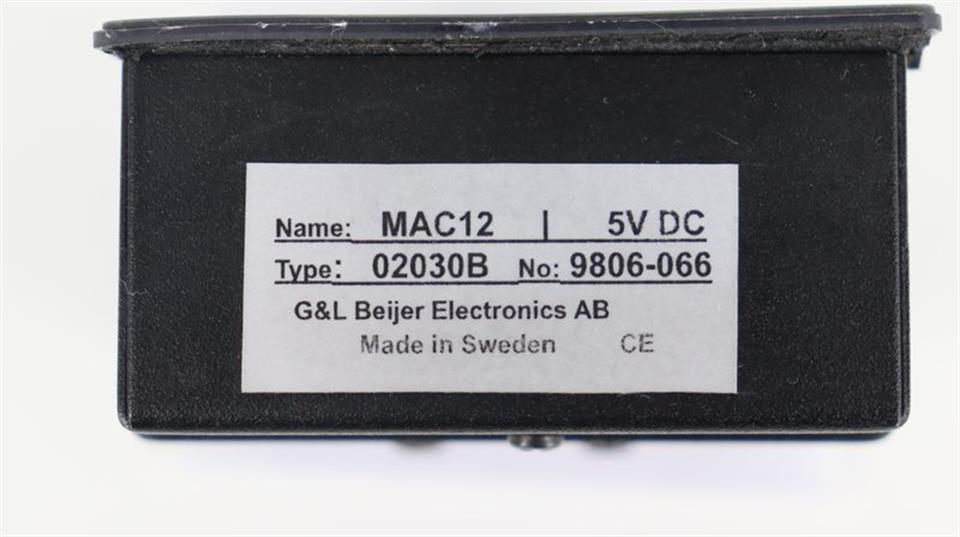 Name: MAC12 | 5V DC
Type: 02030B No: 9806-066
G&L Beijer Electronics AB
Made in Sweden CE